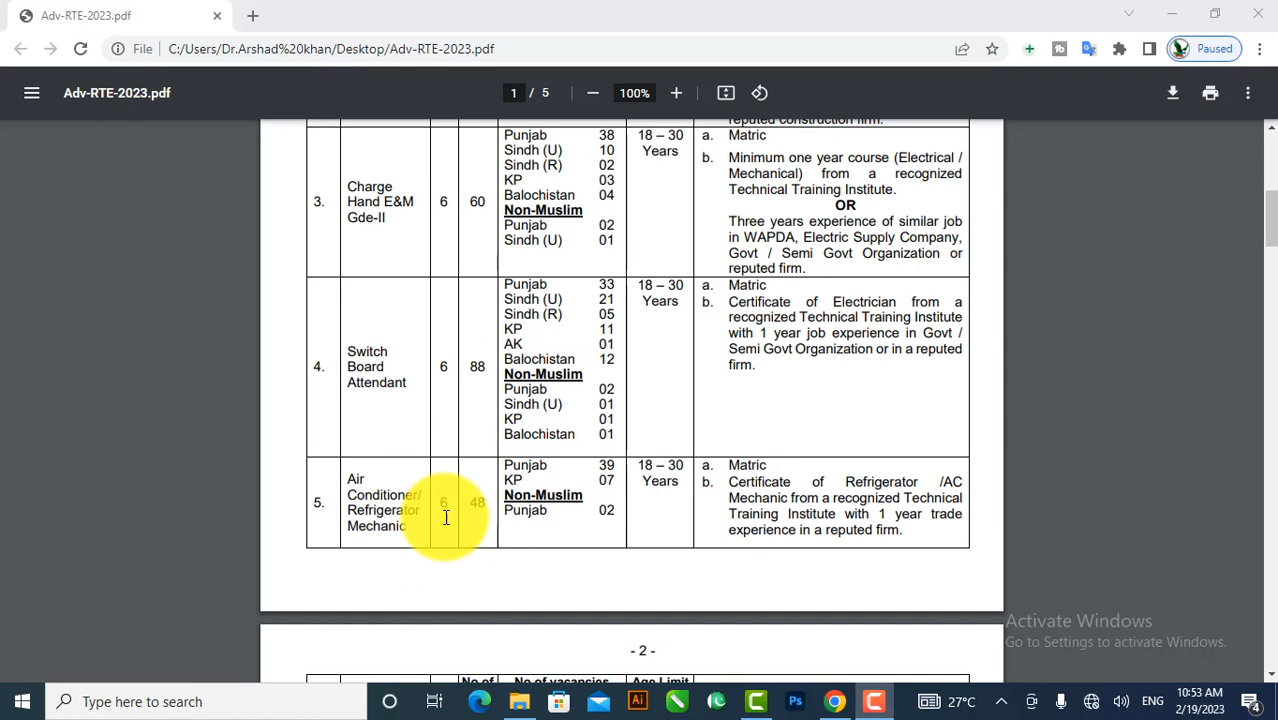 Adv-RTE-2023.pdf
File C:/Users/Dr.Arshad%20khan/Desktop/Adv-RTE-2023.pdf
Paused
Adv-RTE-2023.pdf
1 / 5
100%
reputed construction firm.
3.
Charge
Hand E&M
Gde-II
6
60
Punjab 38
Sindh (U) 10
Sindh (R) 02
KP 03
Balochistan 04
Non-Muslim
Punjab 02
Sindh (U) 01
18 – 30
Years
a. Matric
b. Minimum one year course (Electrical /
Mechanical) from a recognized
Technical Training Institute.
OR
Three years experience of similar job
in WAPDA, Electric Supply Company,
Govt / Semi Govt Organization or
reputed firm.
4.
Switch
Board
Attendant
6
88
Punjab 33
Sindh (U) 21
Sindh (R) 05
KP 11
AK 01
Balochistan 12
Non-Muslim
Punjab 02
Sindh (U) 01
KP 01
Balochistan 01
18 – 30
Years
a. Matric
b. Certificate of Electrician from a
recognized Technical Training Institute
with 1 year job experience in Govt /
Semi Govt Organization or in a reputed
firm.
5.
Air
Conditioner/
Refrigerator
Mechanic
6
48
Punjab 39
KP 07
Non-Muslim
Punjab 02
18 – 30
Years
a. Matric
b. Certificate of Refrigerator /AC
Mechanic from a recognized Technical
Training Institute with 1 year trade
experience in a reputed firm.
- 2 -
No of
No of vacancies
Age Limit
Activate Windows
Go to Settings to activate Windows.
Type here to search
Ai
Ps
27°C
ENG
10:53 AM
2/19/2023
4